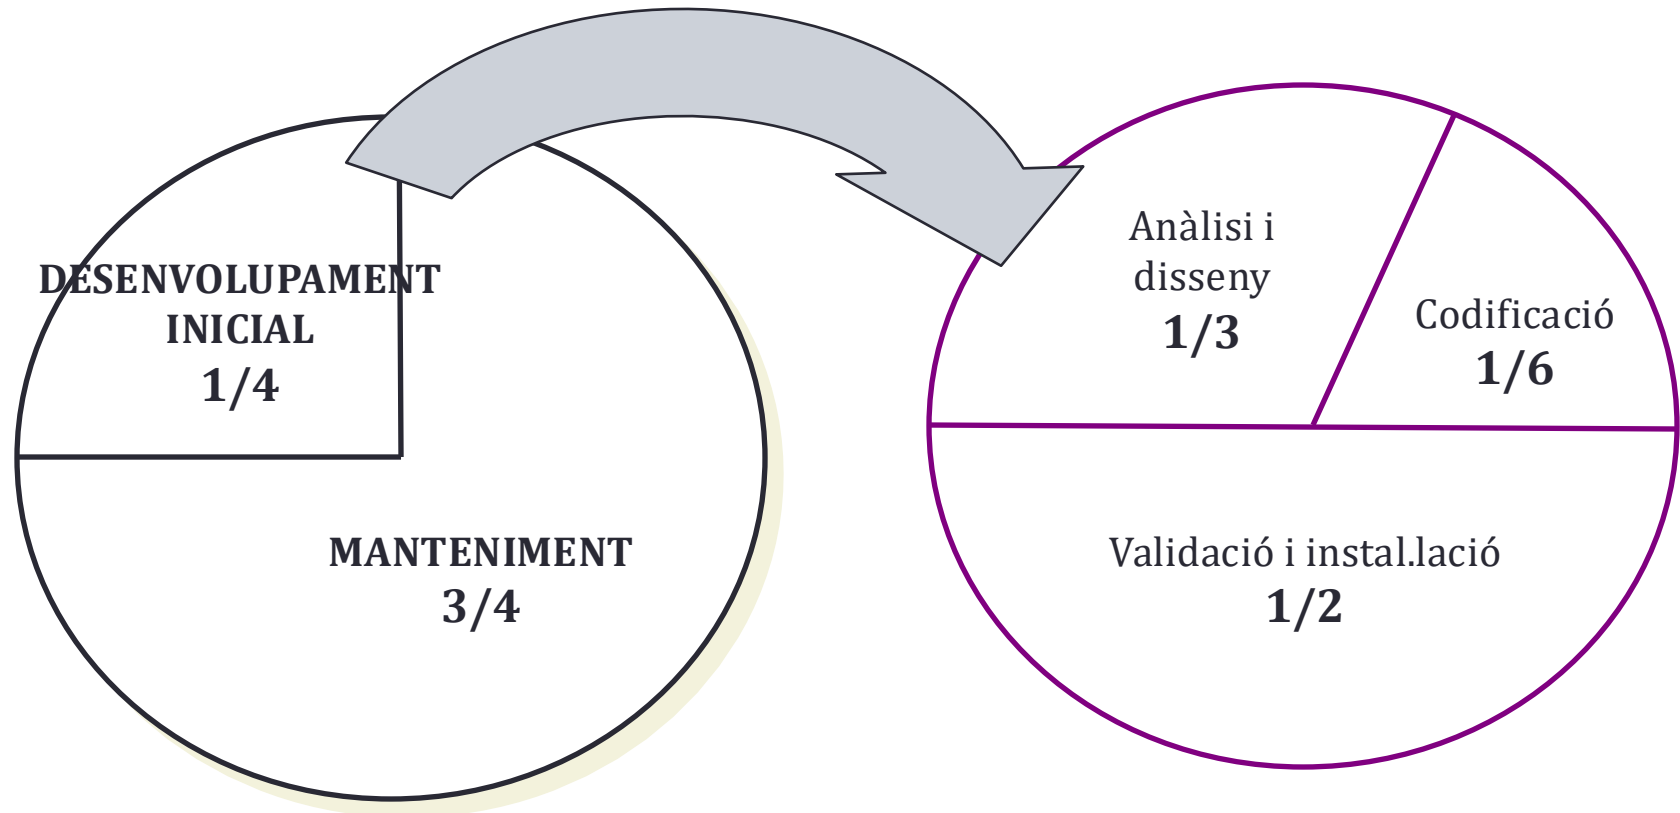 DESENVOLUPAMENT
INICIAL
1/4
MANTENIMENT
3/4
Anàlisi i
disseny
1/3
Codificació
1/6
Validació i instal.lació
1/2